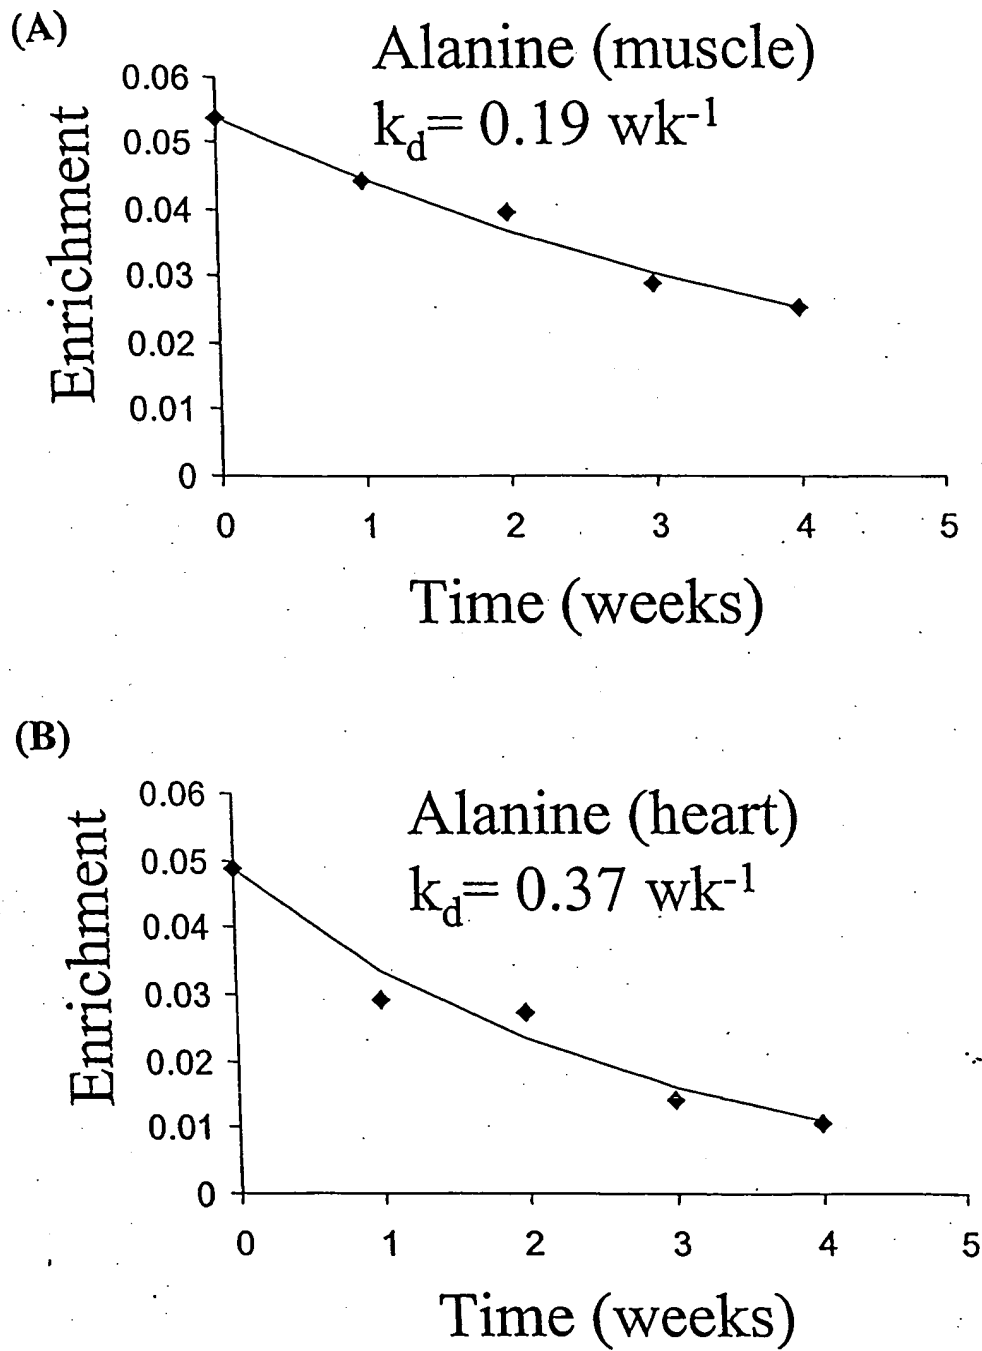 (A)
Alanine (muscle)
k_d= 0.19 wk⁻¹
0.06
0.05
0.04
0.03
0.02
0.01
0
Enrichment
0 1 2 3 4 5
Time (weeks)
(B)
Alanine (heart)
k_d= 0.37 wk⁻¹
0.06
0.05
0.04
0.03
0.02
0.01
0
Enrichment
0 1 2 3 4 5
Time (weeks)